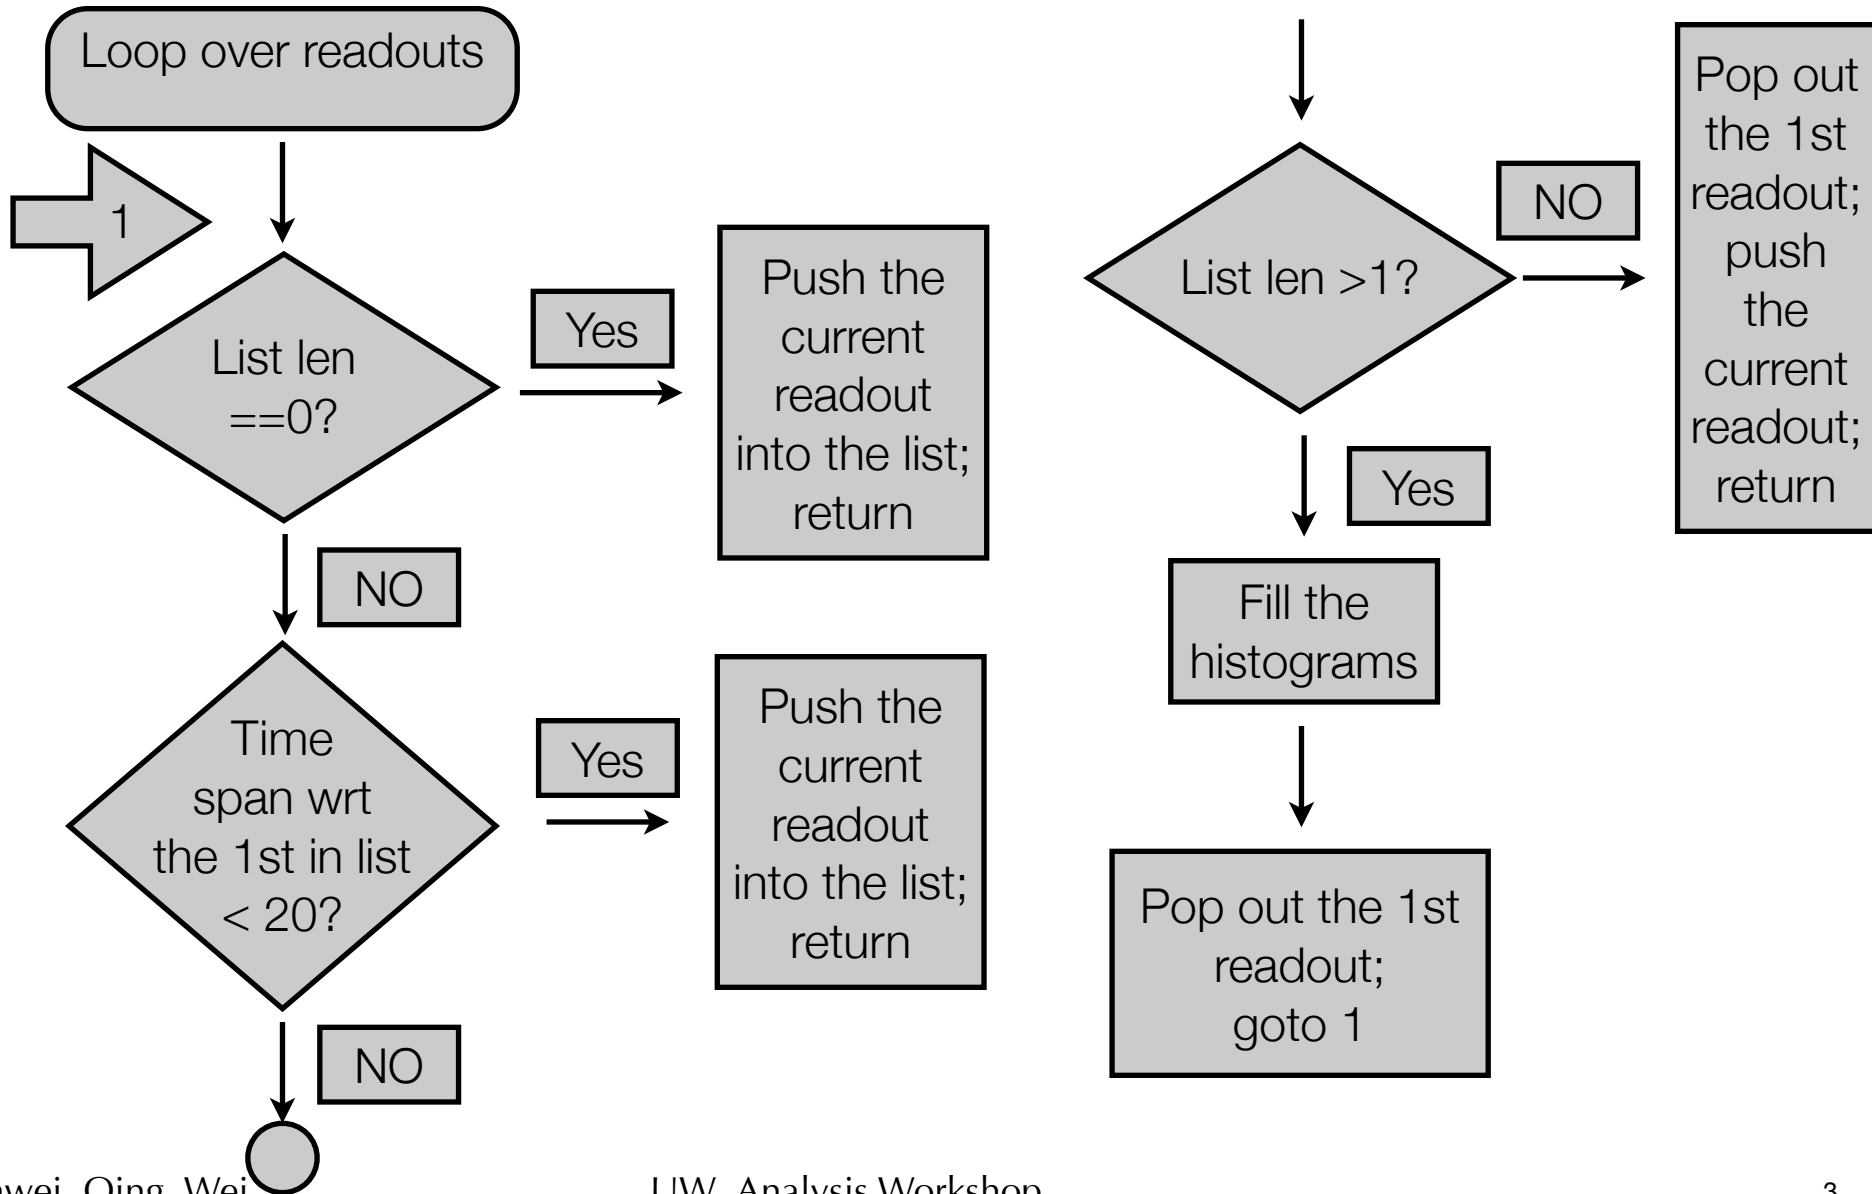 Loop over readouts
1
List len
==0?
Yes
Push the
current
readout
into the list;
return
NO
Time
span wrt
the 1st in list
< 20?
Yes
Push the
current
readout
into the list;
return
NO
List len >1?
NO
Pop out
the 1st
readout;
push
the
current
readout;
return
Yes
Fill the
histograms
Pop out the 1st
readout;
goto 1
Qing, Wei
UW, Analysis Workshop
3